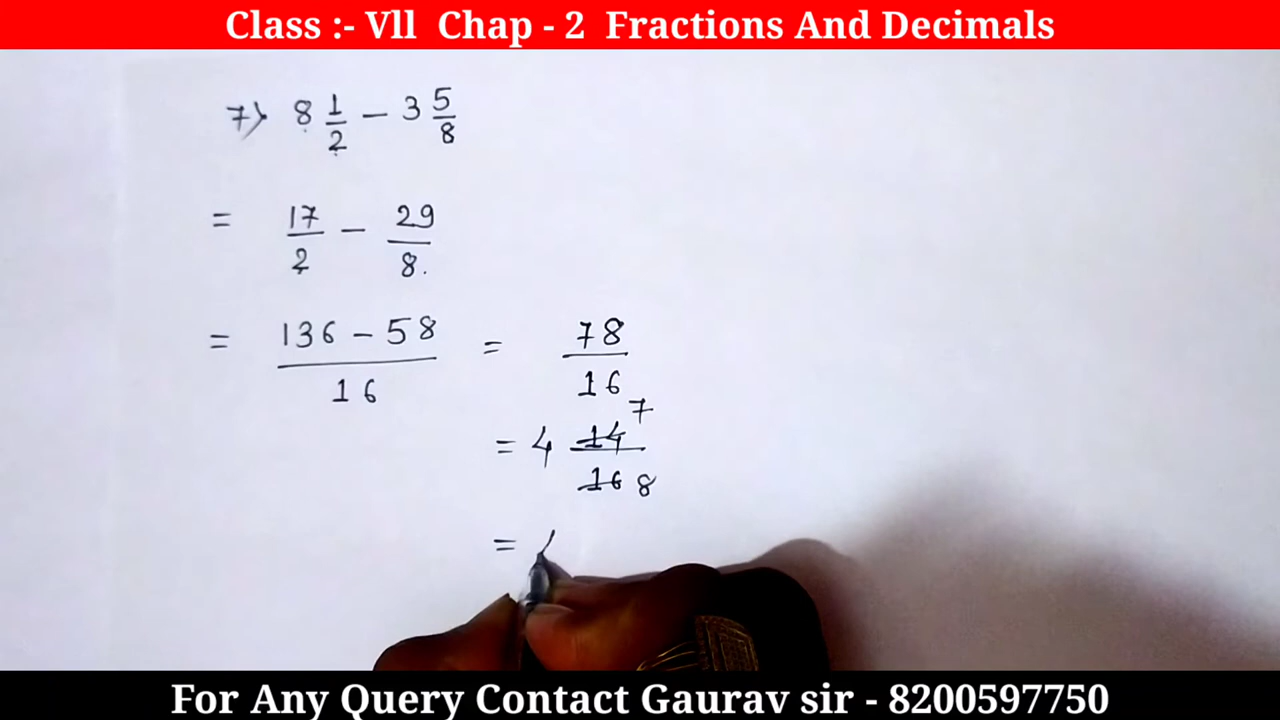 Class :- Vll Chap - 2 Fractions And Decimals
7) 8 1/2 - 3 5/8
= 17/2 - 29/8.
= 136 - 58/16 = 78/16
= 4 14/16 7/8
=
For Any Query Contact Gaurav sir - 8200597750